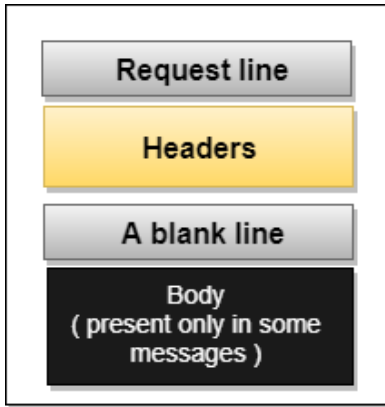 Request line
Headers
A blank line
Body
( present only in some
messages )